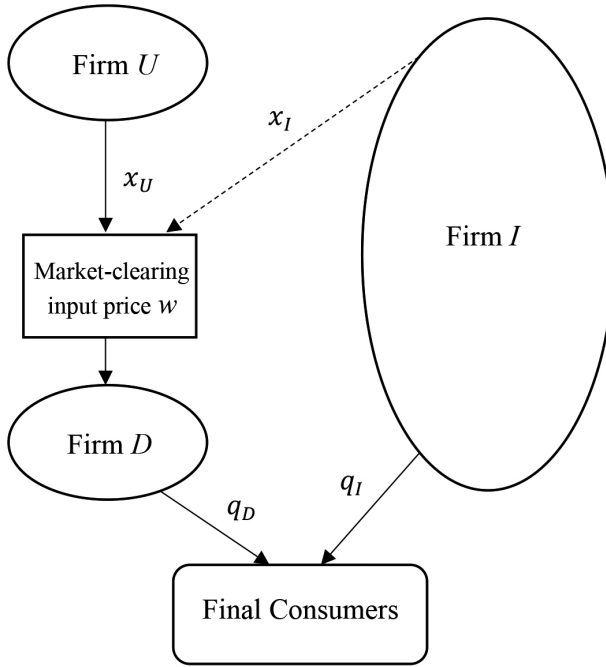 Firm U
x_I
x_U
Market-clearing
input price w
Firm I
Firm D
q_D
q_I
Final Consumers